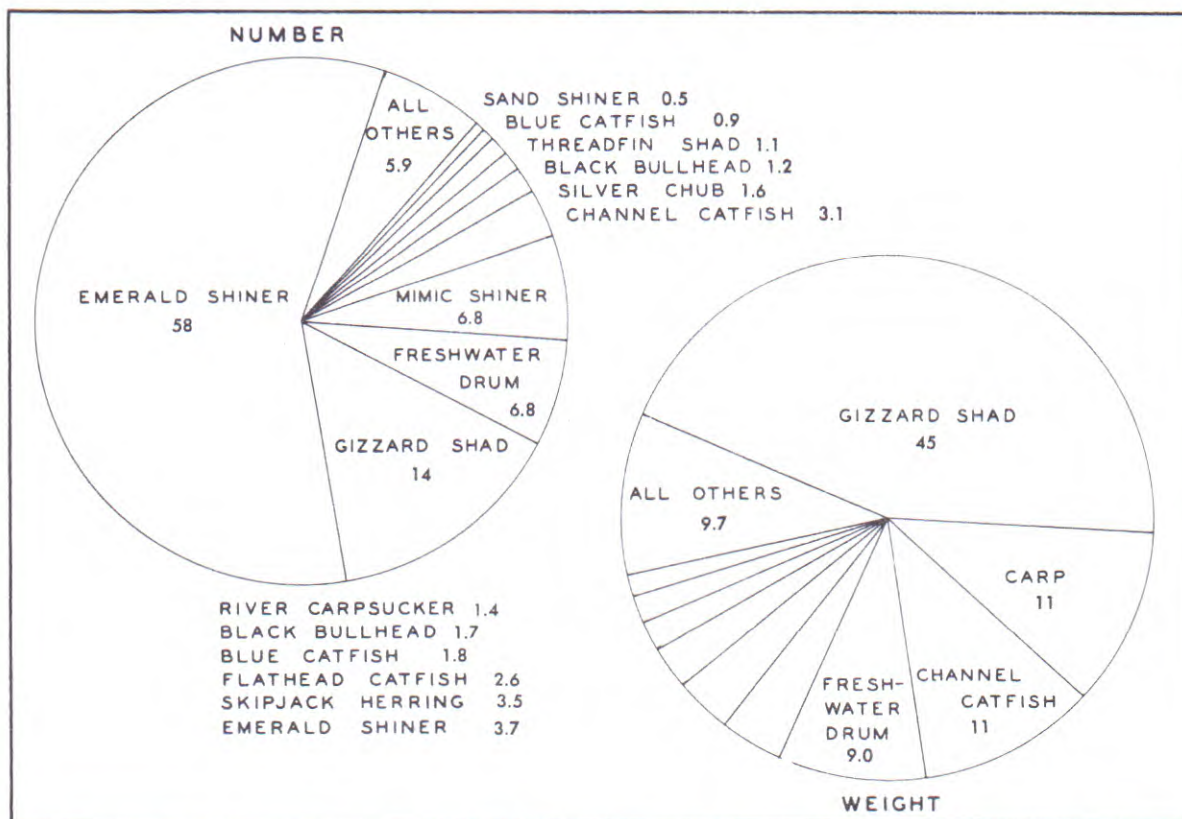 NUMBER
ALL
OTHERS
5.9
SAND SHINER 0.5
BLUE CATFISH 0.9
THREADFIN SHAD 1.1
BLACK BULLHEAD 1.2
SILVER CHUB 1.6
CHANNEL CATFISH 3.1
EMERALD SHINER
58
MIMIC SHINER
6.8
FRESHWATER
DRUM
6.8
GIZZARD SHAD
14
GIZZARD SHAD
45
ALL OTHERS
9.7
CARP
11
RIVER CARPSUCKER 1.4
BLACK BULLHEAD 1.7
BLUE CATFISH 1.8
FLATHEAD CATFISH 2.6
SKIPJACK HERRING 3.5
EMERALD SHINER 3.7
FRESH-
WATER
DRUM
9.0
CHANNEL
CATFISH
11
WEIGHT